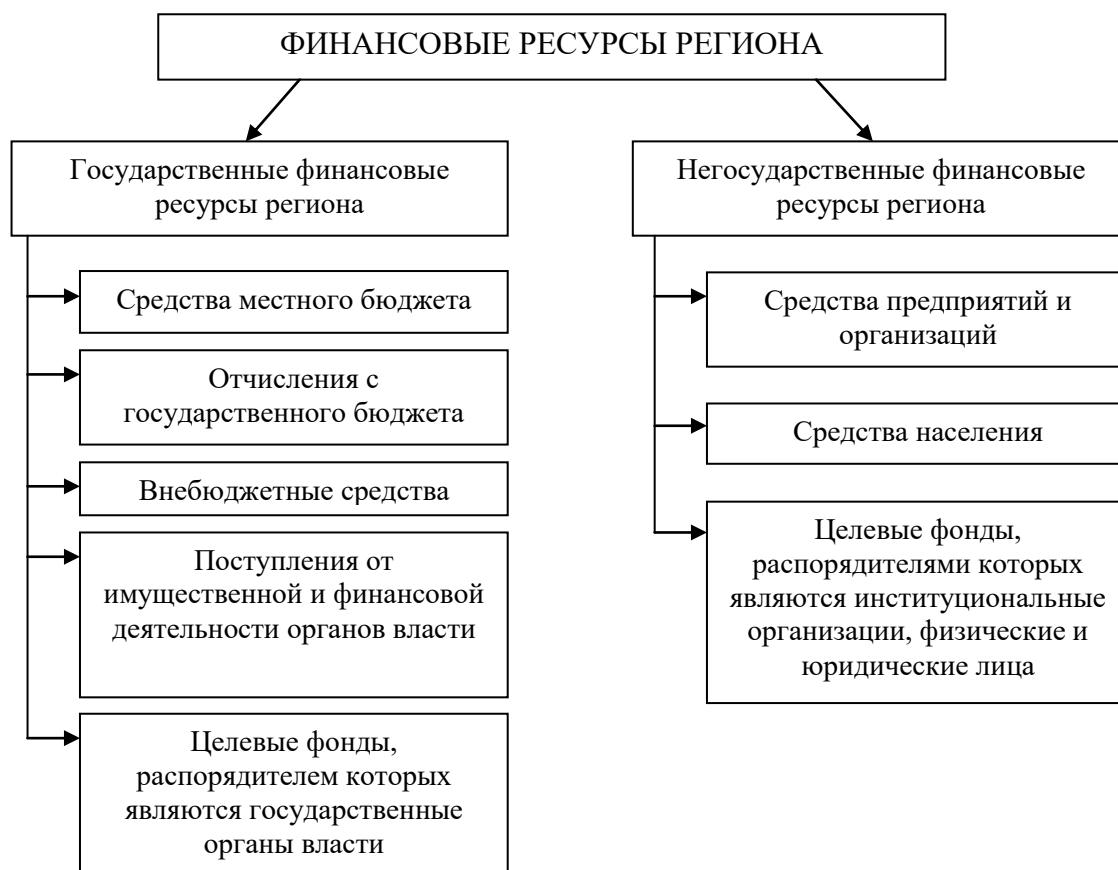 ФИНАНСОВЫЕ РЕСУРСЫ РЕГИОНА
Государственные финансовые
ресурсы региона
Средства местного бюджета
Отчисления с
государственного бюджета
Внебюджетные средства
Поступления от
имущественной и финансовой
деятельности органов власти
Целевые фонды,
распорядителем которых
являются государственные
органы власти
Негосударственные финансовые
ресурсы региона
Средства предприятий и
организаций
Средства населения
Целевые фонды,
распорядителями которых
являются институциональные
организации, физические и
юридические лица